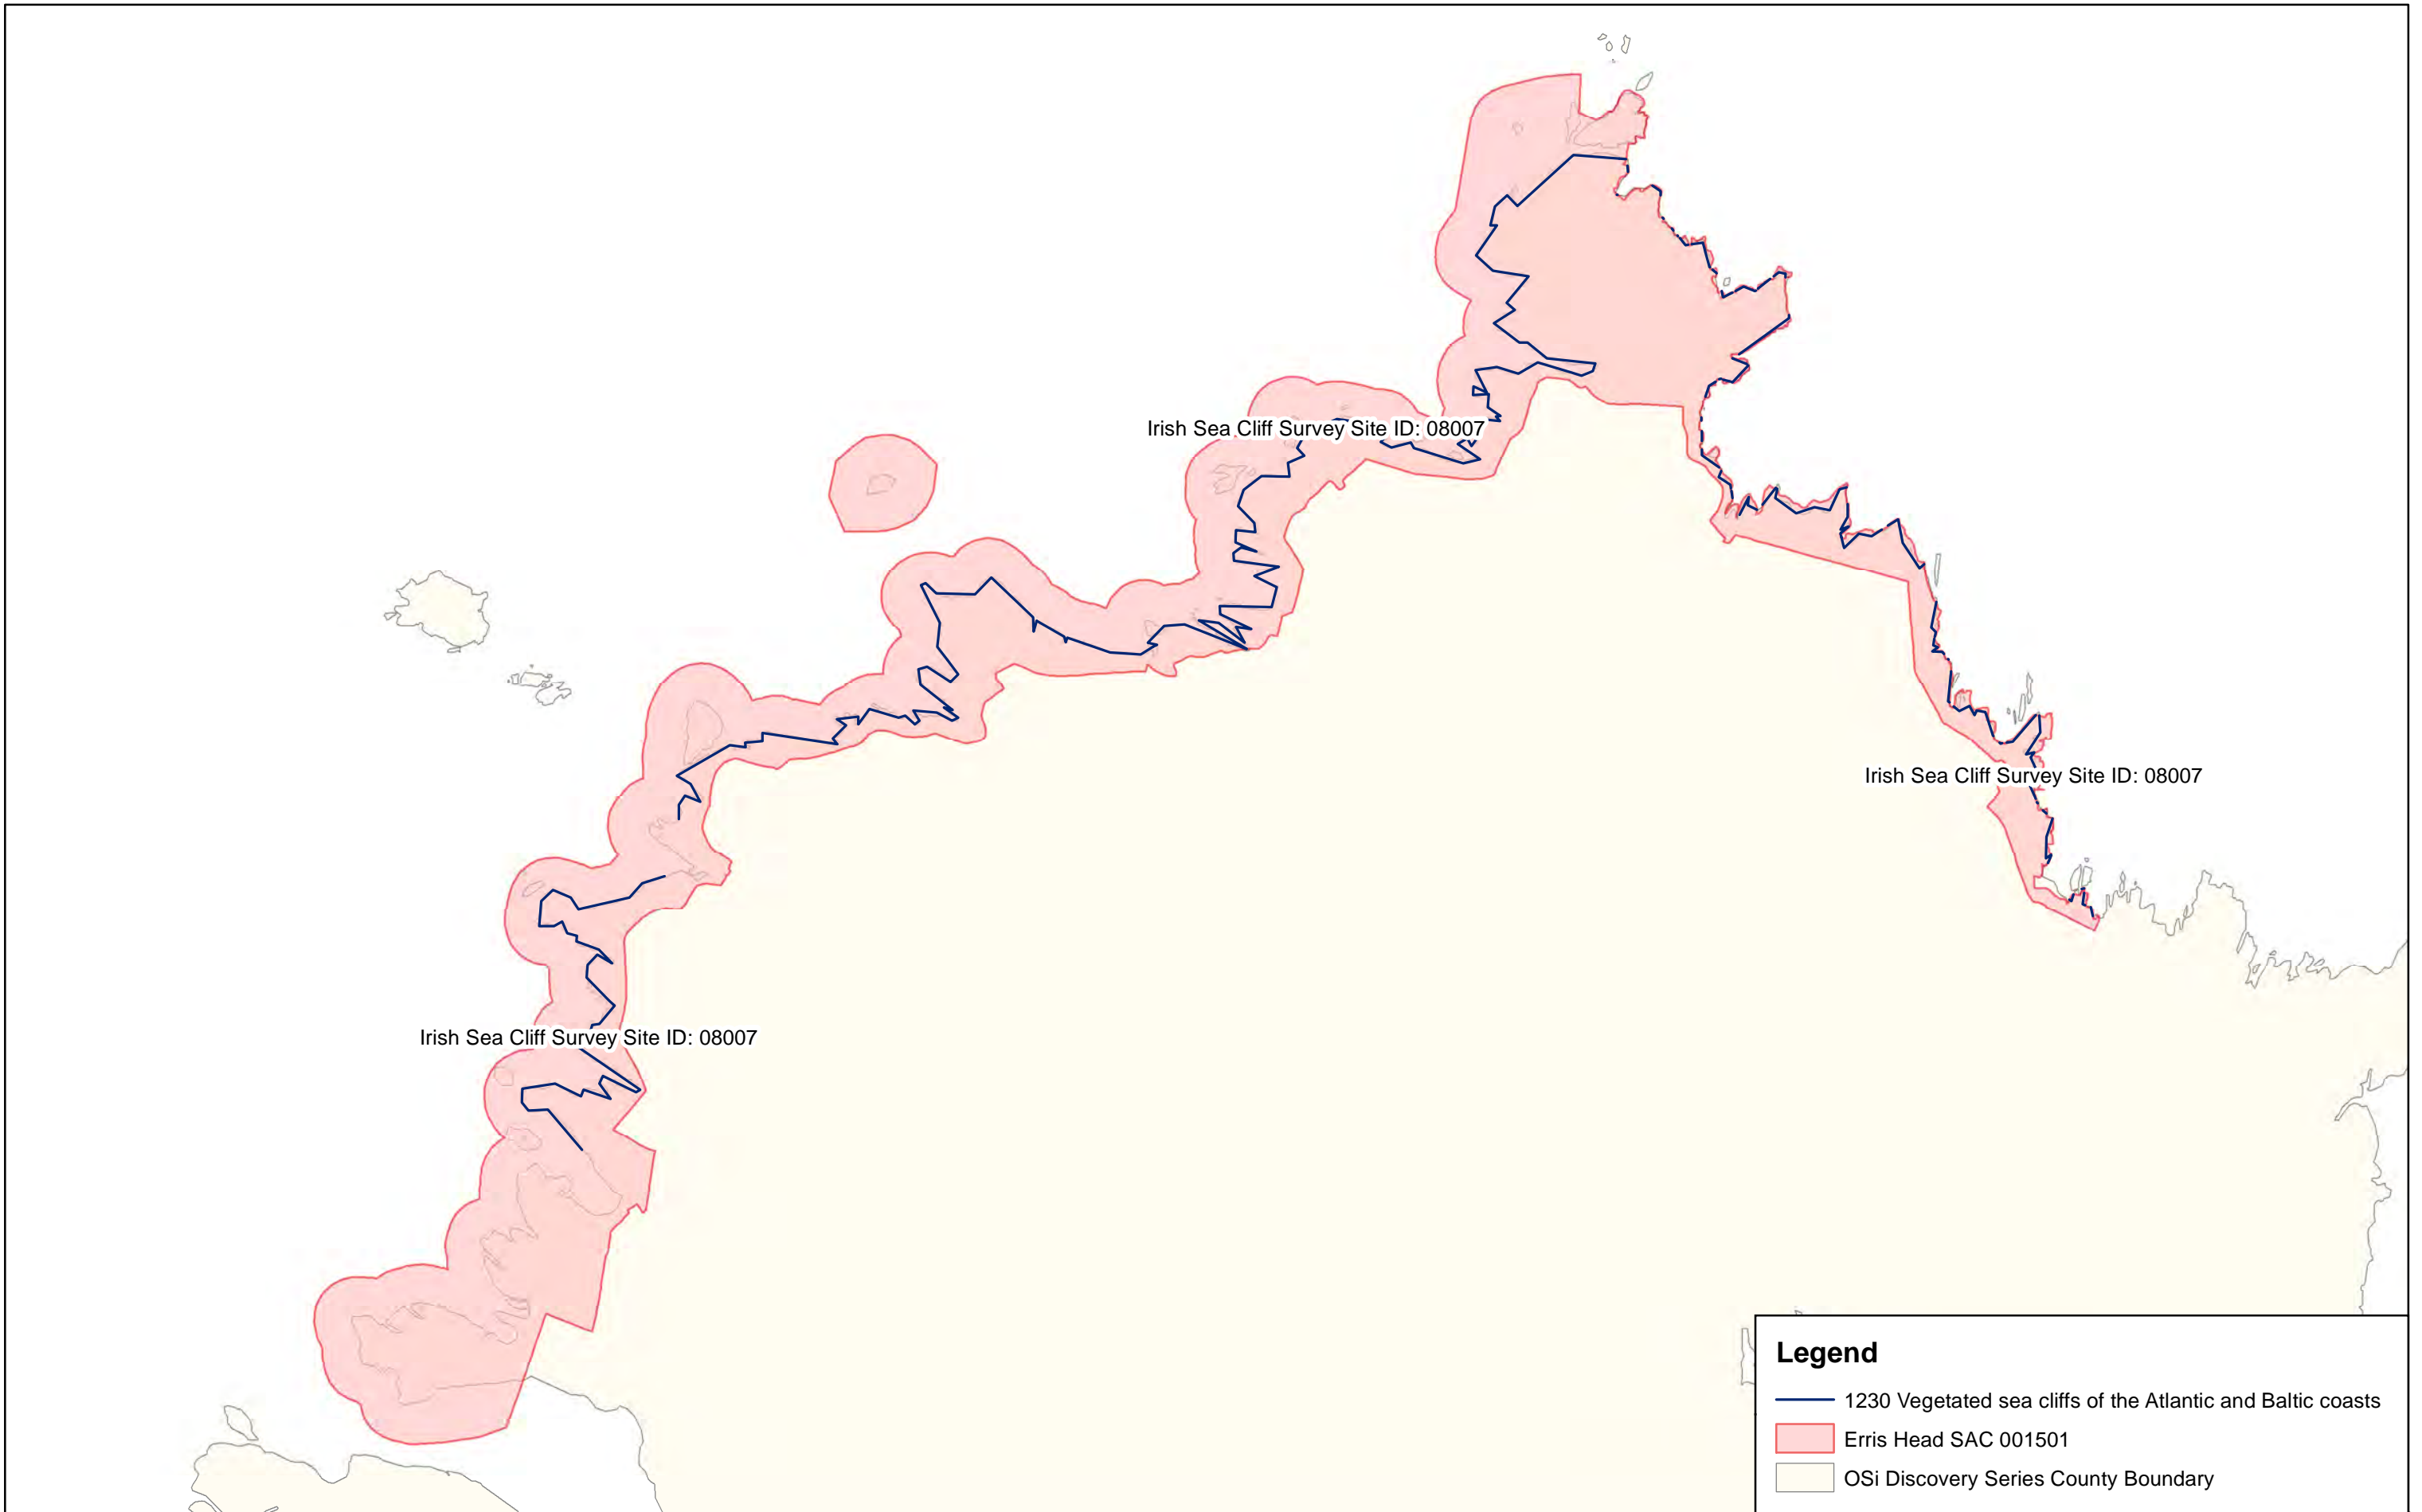 Irish Sea Cliff Survey Site ID: 08007
Irish Sea Cliff Survey Site ID: 08007
Irish Sea Cliff Survey Site ID: 08007
Legend
1230 Vegetated sea cliffs of the Atlantic and Baltic coasts
Erris Head SAC 001501
OSi Discovery Series County Boundary